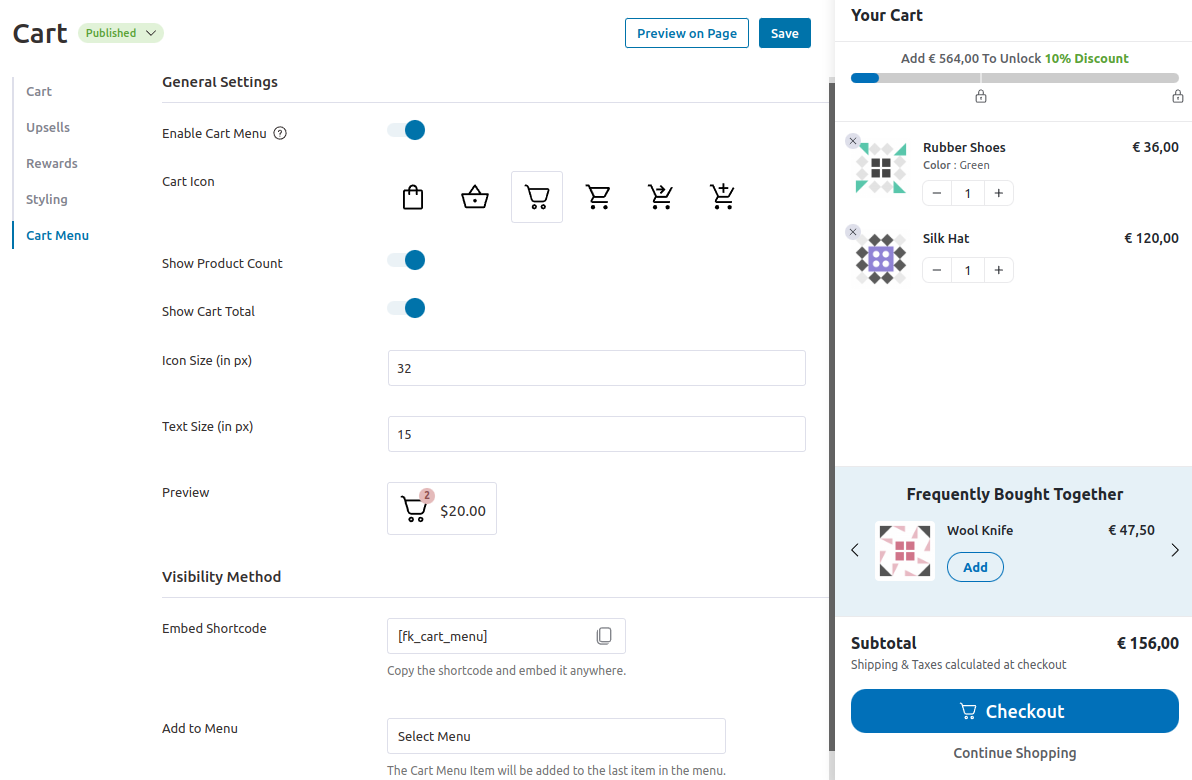 Cart
Published
Preview on Page
Save
Cart
Upsells
Rewards
Styling
Cart Menu
General Settings
Enable Cart Menu
Cart Icon
Show Product Count
Show Cart Total
Icon Size (in px)
32
Text Size (in px)
15
Preview
2
$20.00
Visibility Method
Embed Shortcode
[fk_cart_menu]
Copy the shortcode and embed it anywhere.
Add to Menu
Select Menu
The Cart Menu Item will be added to the last item in the menu.
Your Cart
Add € 564,00 To Unlock 10% Discount
Rubber Shoes
€ 36,00
Color : Green
− 1 +
Silk Hat
€ 120,00
− 1 +
Frequently Bought Together
Wool Knife
€ 47,50
Add
Subtotal
€ 156,00
Shipping & Taxes calculated at checkout
Checkout
Continue Shopping